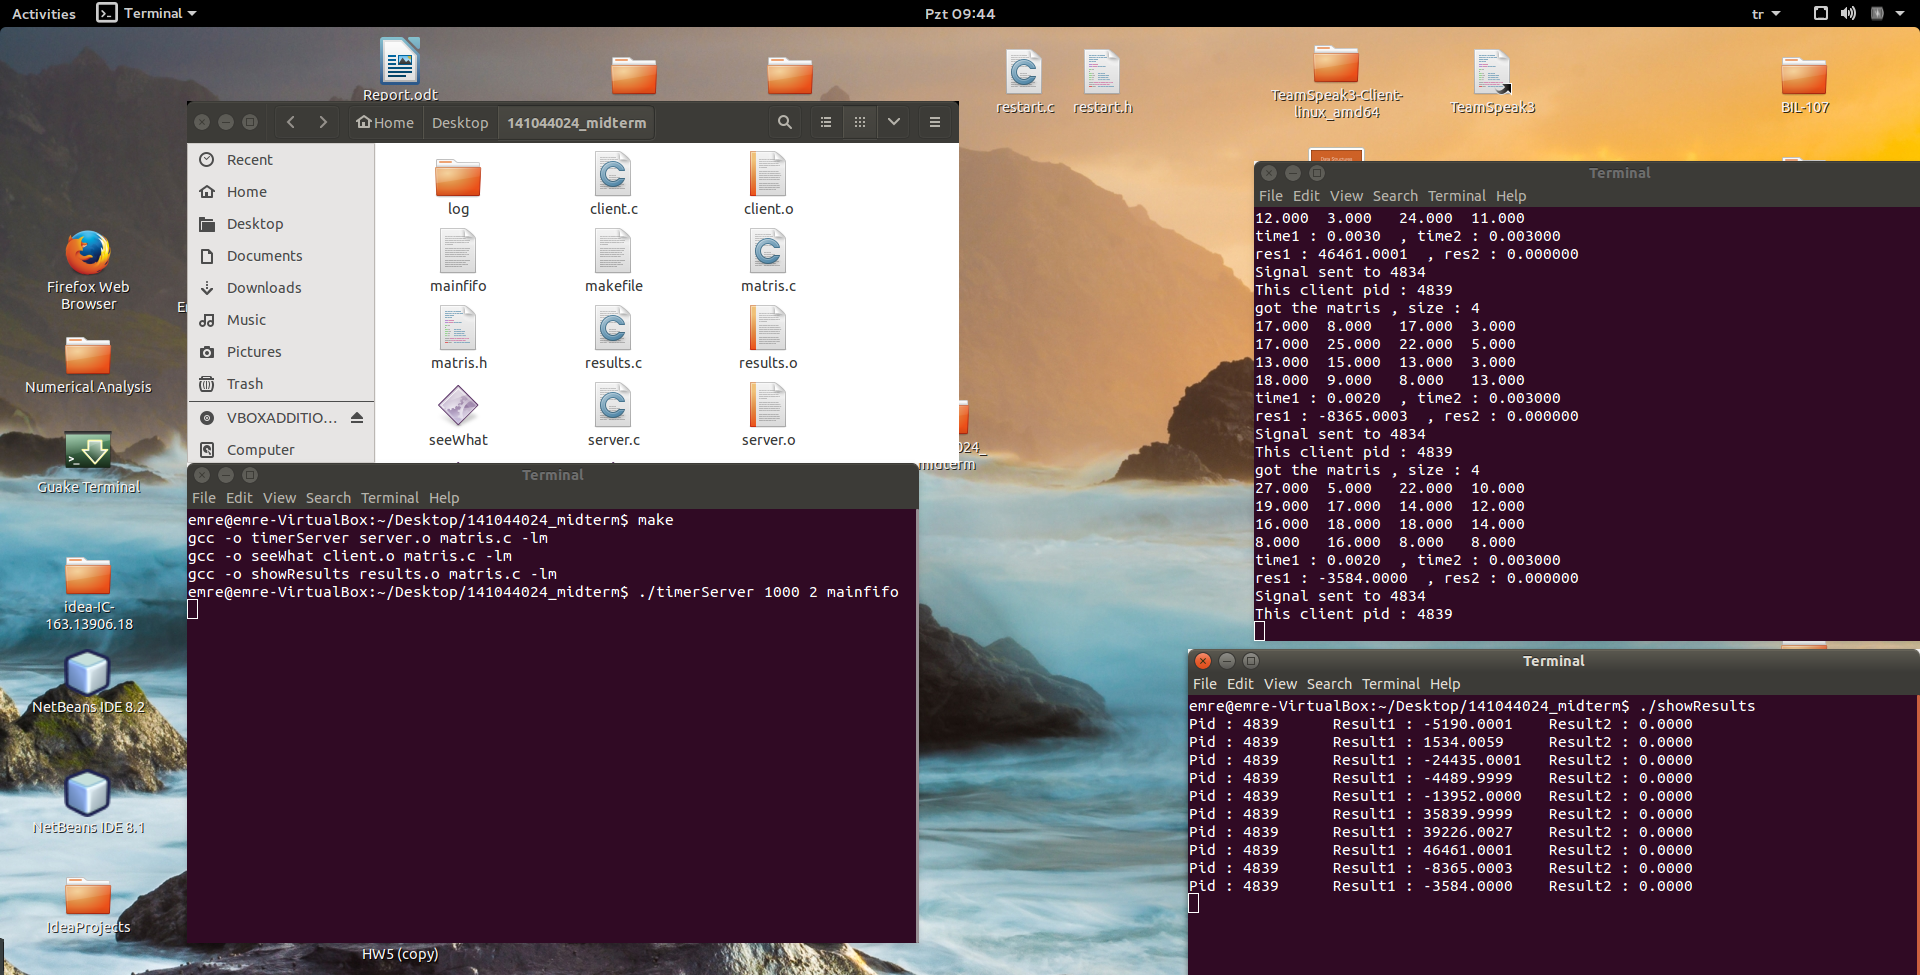 Activities Terminal Pzt 09:44 tr
Report.odt
restart.c
restart.h
TeamSpeak3-Client-
linux_amd64
TeamSpeak3
BIL-107
Firefox Web
Browser
Numerical Analysis
Guake Terminal
idea-IC-
163.13906.18
NetBeans IDE 8.2
NetBeans IDE 8.1
IdeaProjects
HW5 (copy)
midterm
Home Desktop 141044024_midterm
Recent
Home
Desktop
Documents
Downloads
Music
Pictures
Trash
VBOXADDITIO...
Computer
log
client.c
client.o
mainfifo
makefile
matris.c
matris.h
results.c
results.o
seeWhat
server.c
server.o
Terminal
File Edit View Search Terminal Help
emre@emre-VirtualBox:~/Desktop/141044024_midterm$ make
gcc -o timerServer server.o matris.c -lm
gcc -o seeWhat client.o matris.c -lm
gcc -o showResults results.o matris.c -lm
emre@emre-VirtualBox:~/Desktop/141044024_midterm$ ./timerServer 1000 2 mainfifo
Terminal
File Edit View Search Terminal Help
12.000 3.000 24.000 11.000
time1 : 0.0030 , time2 : 0.003000
res1 : 46461.0001 , res2 : 0.000000
Signal sent to 4834
This client pid : 4839
got the matris , size : 4
17.000 8.000 17.000 3.000
17.000 25.000 22.000 5.000
13.000 15.000 13.000 3.000
18.000 9.000 8.000 13.000
time1 : 0.0020 , time2 : 0.003000
res1 : -8365.0003 , res2 : 0.000000
Signal sent to 4834
This client pid : 4839
got the matris , size : 4
27.000 5.000 22.000 10.000
19.000 17.000 14.000 12.000
16.000 18.000 18.000 14.000
8.000 16.000 8.000 8.000
time1 : 0.0020 , time2 : 0.003000
res1 : -3584.0000 , res2 : 0.000000
Signal sent to 4834
This client pid : 4839
Terminal
File Edit View Search Terminal Help
emre@emre-VirtualBox:~/Desktop/141044024_midterm$ ./showResults
Pid : 4839 Result1 : -5190.0001 Result2 : 0.0000
Pid : 4839 Result1 : 1534.0059 Result2 : 0.0000
Pid : 4839 Result1 : -24435.0001 Result2 : 0.0000
Pid : 4839 Result1 : -4489.9999 Result2 : 0.0000
Pid : 4839 Result1 : -13952.0000 Result2 : 0.0000
Pid : 4839 Result1 : 35839.9999 Result2 : 0.0000
Pid : 4839 Result1 : 39226.0027 Result2 : 0.0000
Pid : 4839 Result1 : 46461.0001 Result2 : 0.0000
Pid : 4839 Result1 : -8365.0003 Result2 : 0.0000
Pid : 4839 Result1 : -3584.0000 Result2 : 0.0000